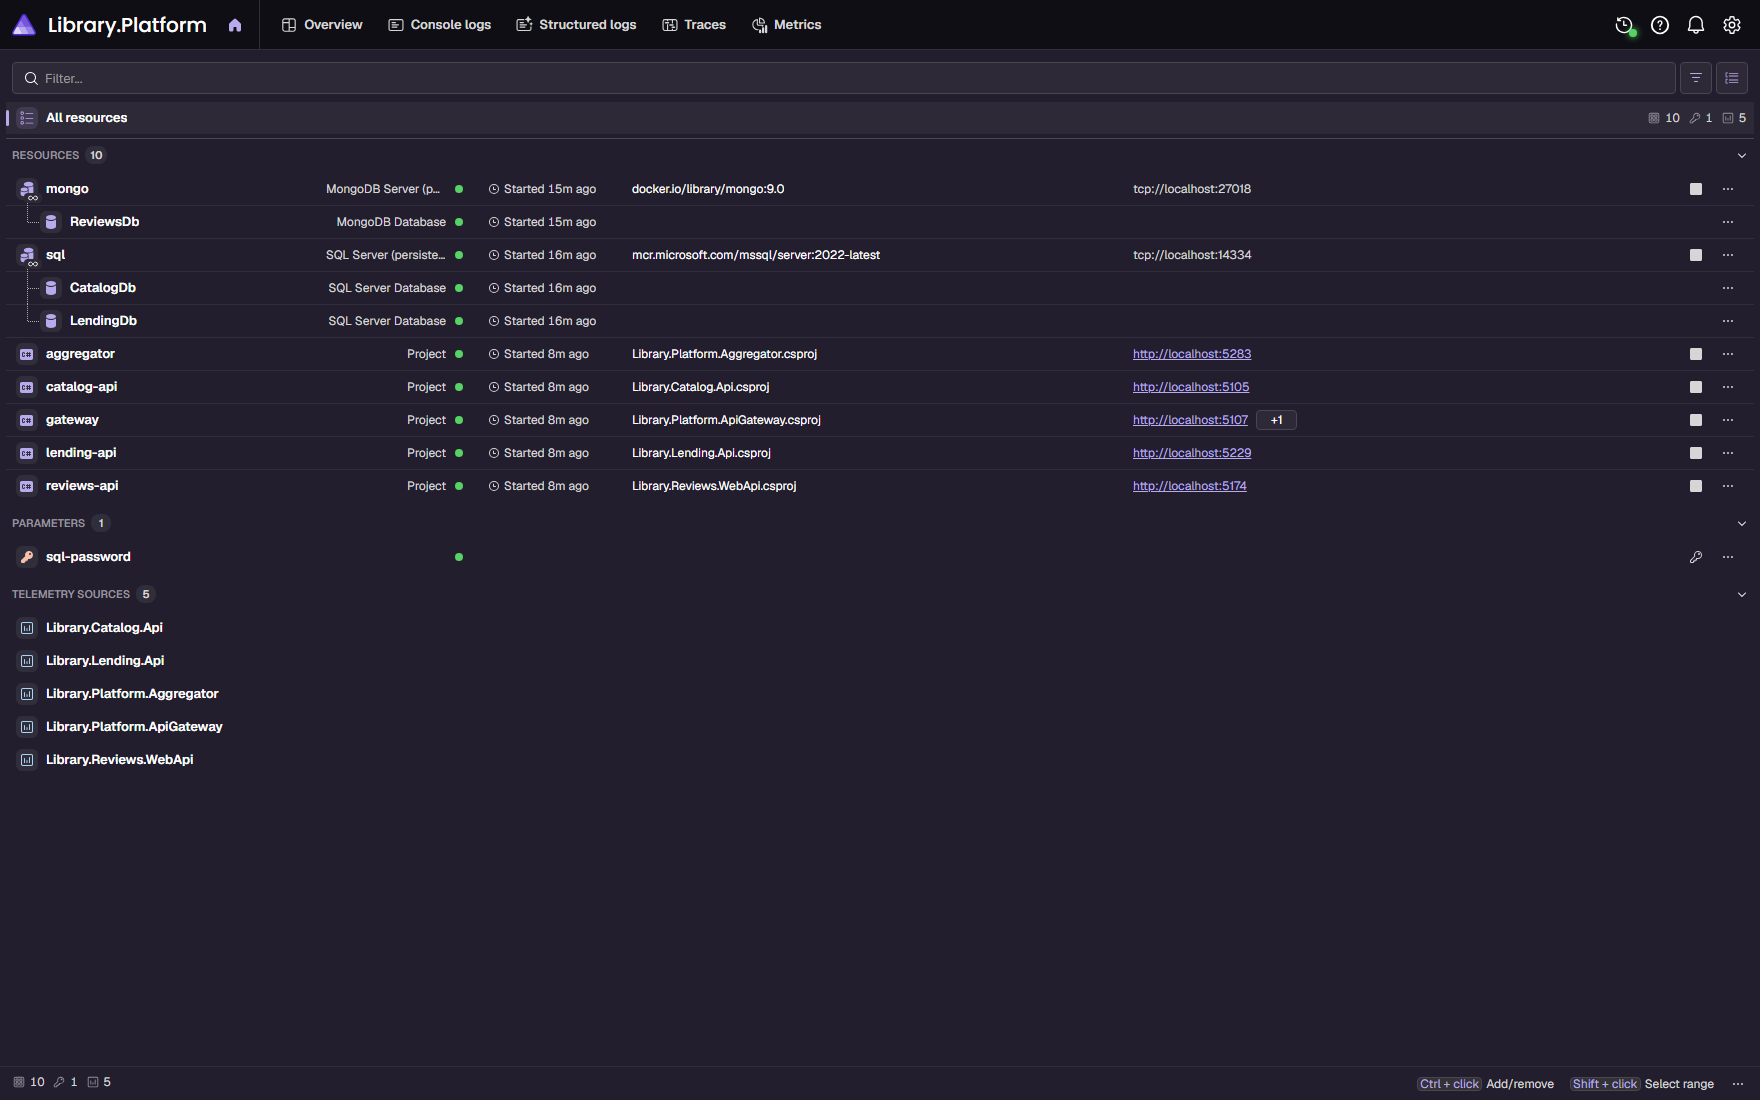 Library.Platform Overview Console logs Structured logs Traces Metrics
Filter...
All resources 10 1 5
RESOURCES 10
mongo MongoDB Server (p... Started 15m ago docker.io/library/mongo:9.0 tcp://localhost:27018
ReviewsDb MongoDB Database Started 15m ago
sql SQL Server (persiste... Started 16m ago mcr.microsoft.com/mssql/server:2022-latest tcp://localhost:14334
CatalogDb SQL Server Database Started 16m ago
LendingDb SQL Server Database Started 16m ago
C# aggregator Project Started 8m ago Library.Platform.Aggregator.csproj http://localhost:5283
C# catalog-api Project Started 8m ago Library.Catalog.Api.csproj http://localhost:5105
C# gateway Project Started 8m ago Library.Platform.ApiGateway.csproj http://localhost:5107 +1
C# lending-api Project Started 8m ago Library.Lending.Api.csproj http://localhost:5229
C# reviews-api Project Started 8m ago Library.Reviews.WebApi.csproj http://localhost:5174
PARAMETERS 1
sql-password
TELEMETRY SOURCES 5
Library.Catalog.Api
Library.Lending.Api
Library.Platform.Aggregator
Library.Platform.ApiGateway
Library.Reviews.WebApi
10 1 5 Ctrl + click Add/remove Shift + click Select range